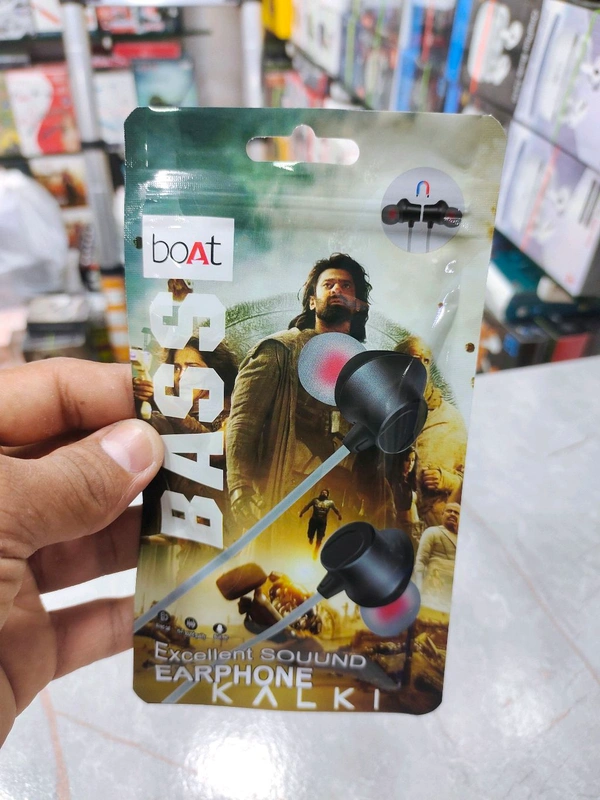 boAt
BASS
Excellent SOUUND
EARPHONE
KALKI